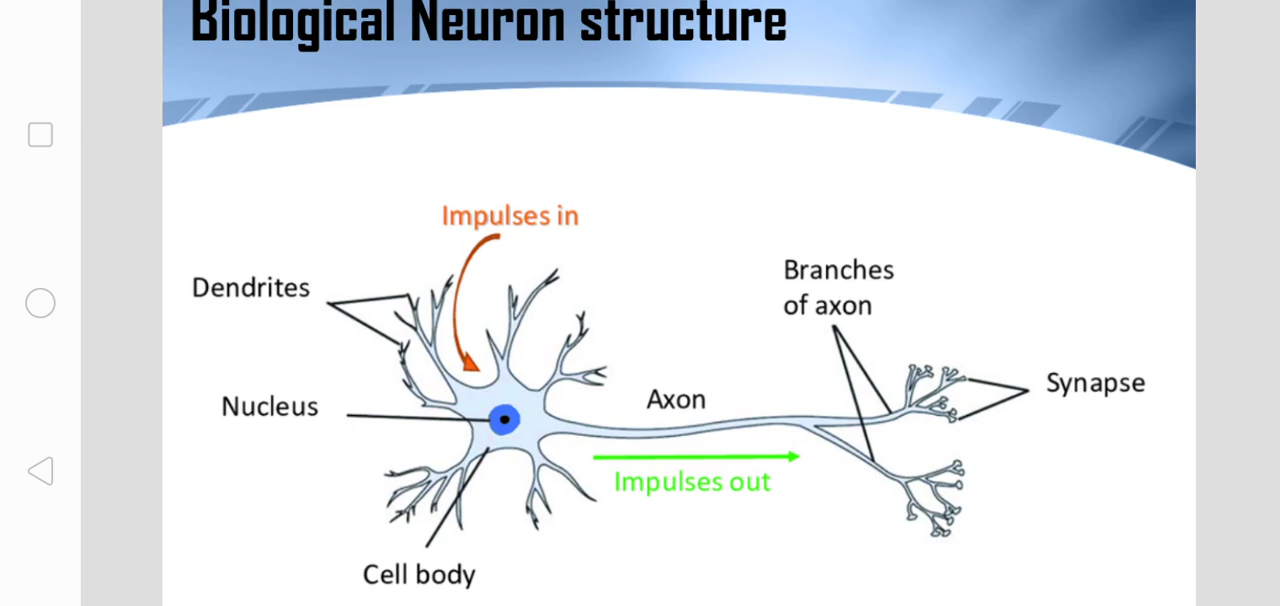 Biological Neuron structure
Impulses in
Dendrites
Branches
of axon
Nucleus
Axon
Synapse
Impulses out
Cell body